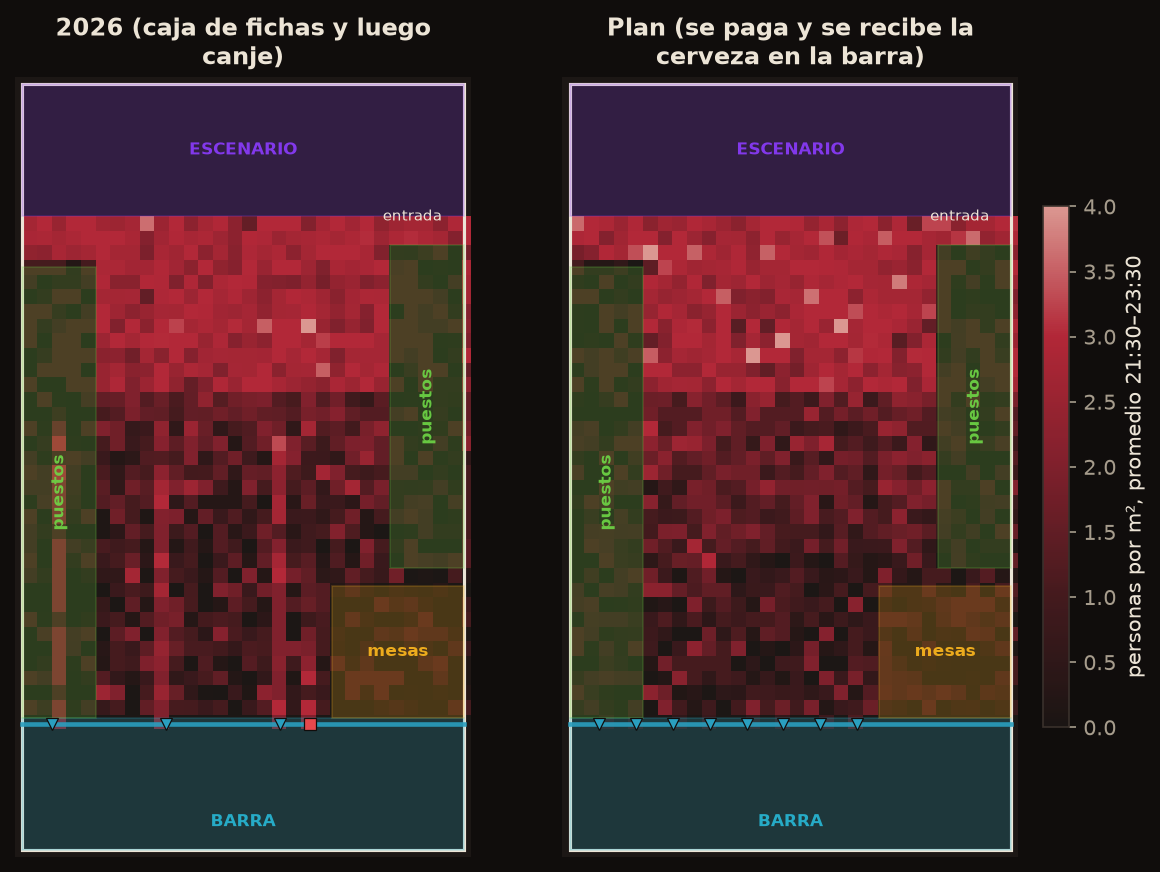 2026 (caja de fichas y luego
canje)
Plan (se paga y se recibe la
cerveza en la barra)
ESCENARIO
entrada
puestos
puestos
mesas
BARRA
ESCENARIO
entrada
puestos
puestos
mesas
BARRA
4.0
3.5
3.0
2.5
2.0
1.5
1.0
0.5
0.0
personas por m², promedio 21:30–23:30